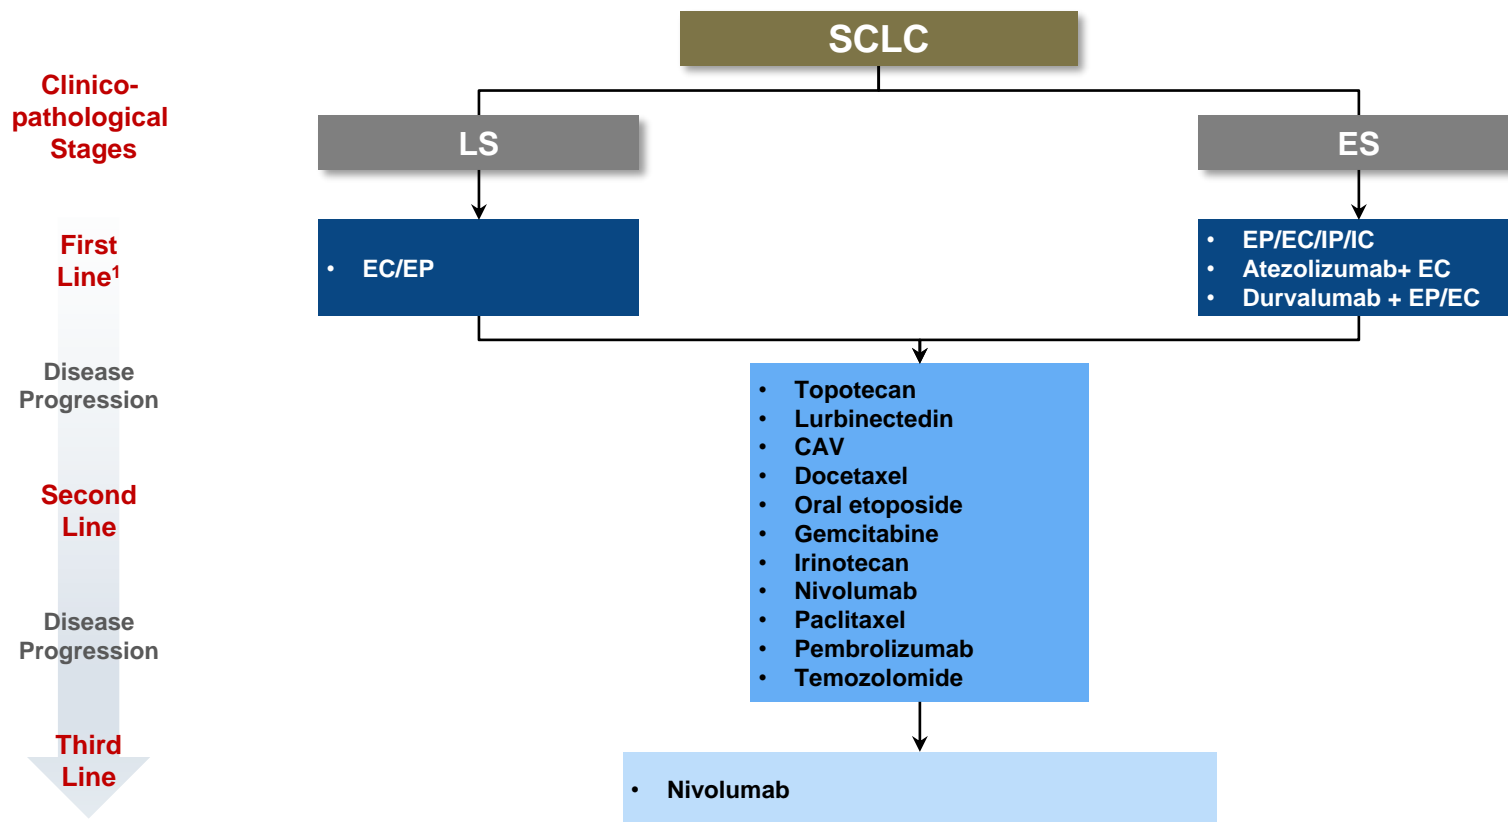 SCLC
Clinico-
pathological
Stages
LS
ES
First
Line¹
• EC/EP
• EP/EC/IP/IC
• Atezolizumab+ EC
• Durvalumab + EP/EC
Disease
Progression
• Topotecan
• Lurbinectedin
• CAV
• Docetaxel
• Oral etoposide
• Gemcitabine
• Irinotecan
• Nivolumab
• Paclitaxel
• Pembrolizumab
• Temozolomide
Second
Line
Disease
Progression
Third
Line
• Nivolumab